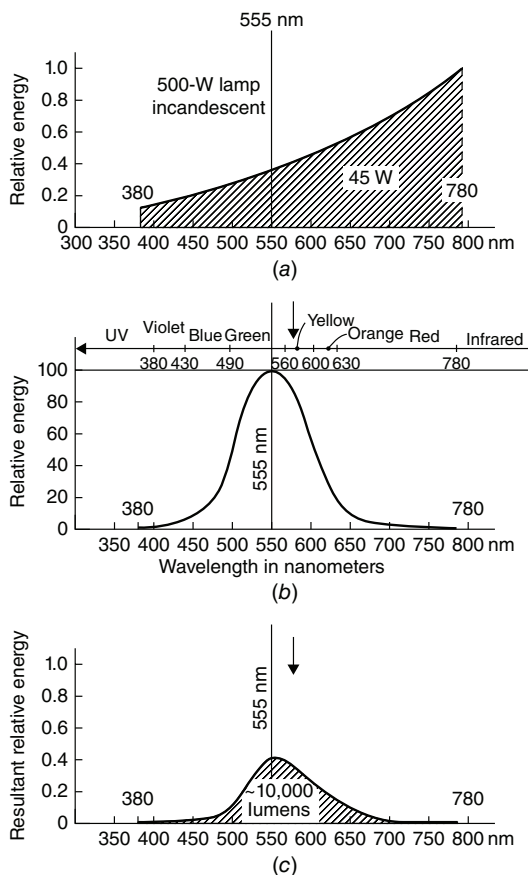 555 nm
Relative energy
1.0
0.8
0.6
0.4
0.2
0
500-W lamp
incandescent
45 W
380
780
300 350 400 450 500 550 600 650 700 750 800 nm
(a)
UV Violet Blue Green Yellow Orange Red Infrared
380 430 490 560 600 630 780
Relative energy
100
80
60
40
20
0
555 nm
380
780
400 450 500 550 600 650 700 750 800 nm
Wavelength in nanometers
(b)
Resultant relative energy
1.0
0.8
0.6
0.4
0.2
0
555 nm
~10,000
lumens
380
780
400 450 500 550 600 650 700 750 800 nm
(c)